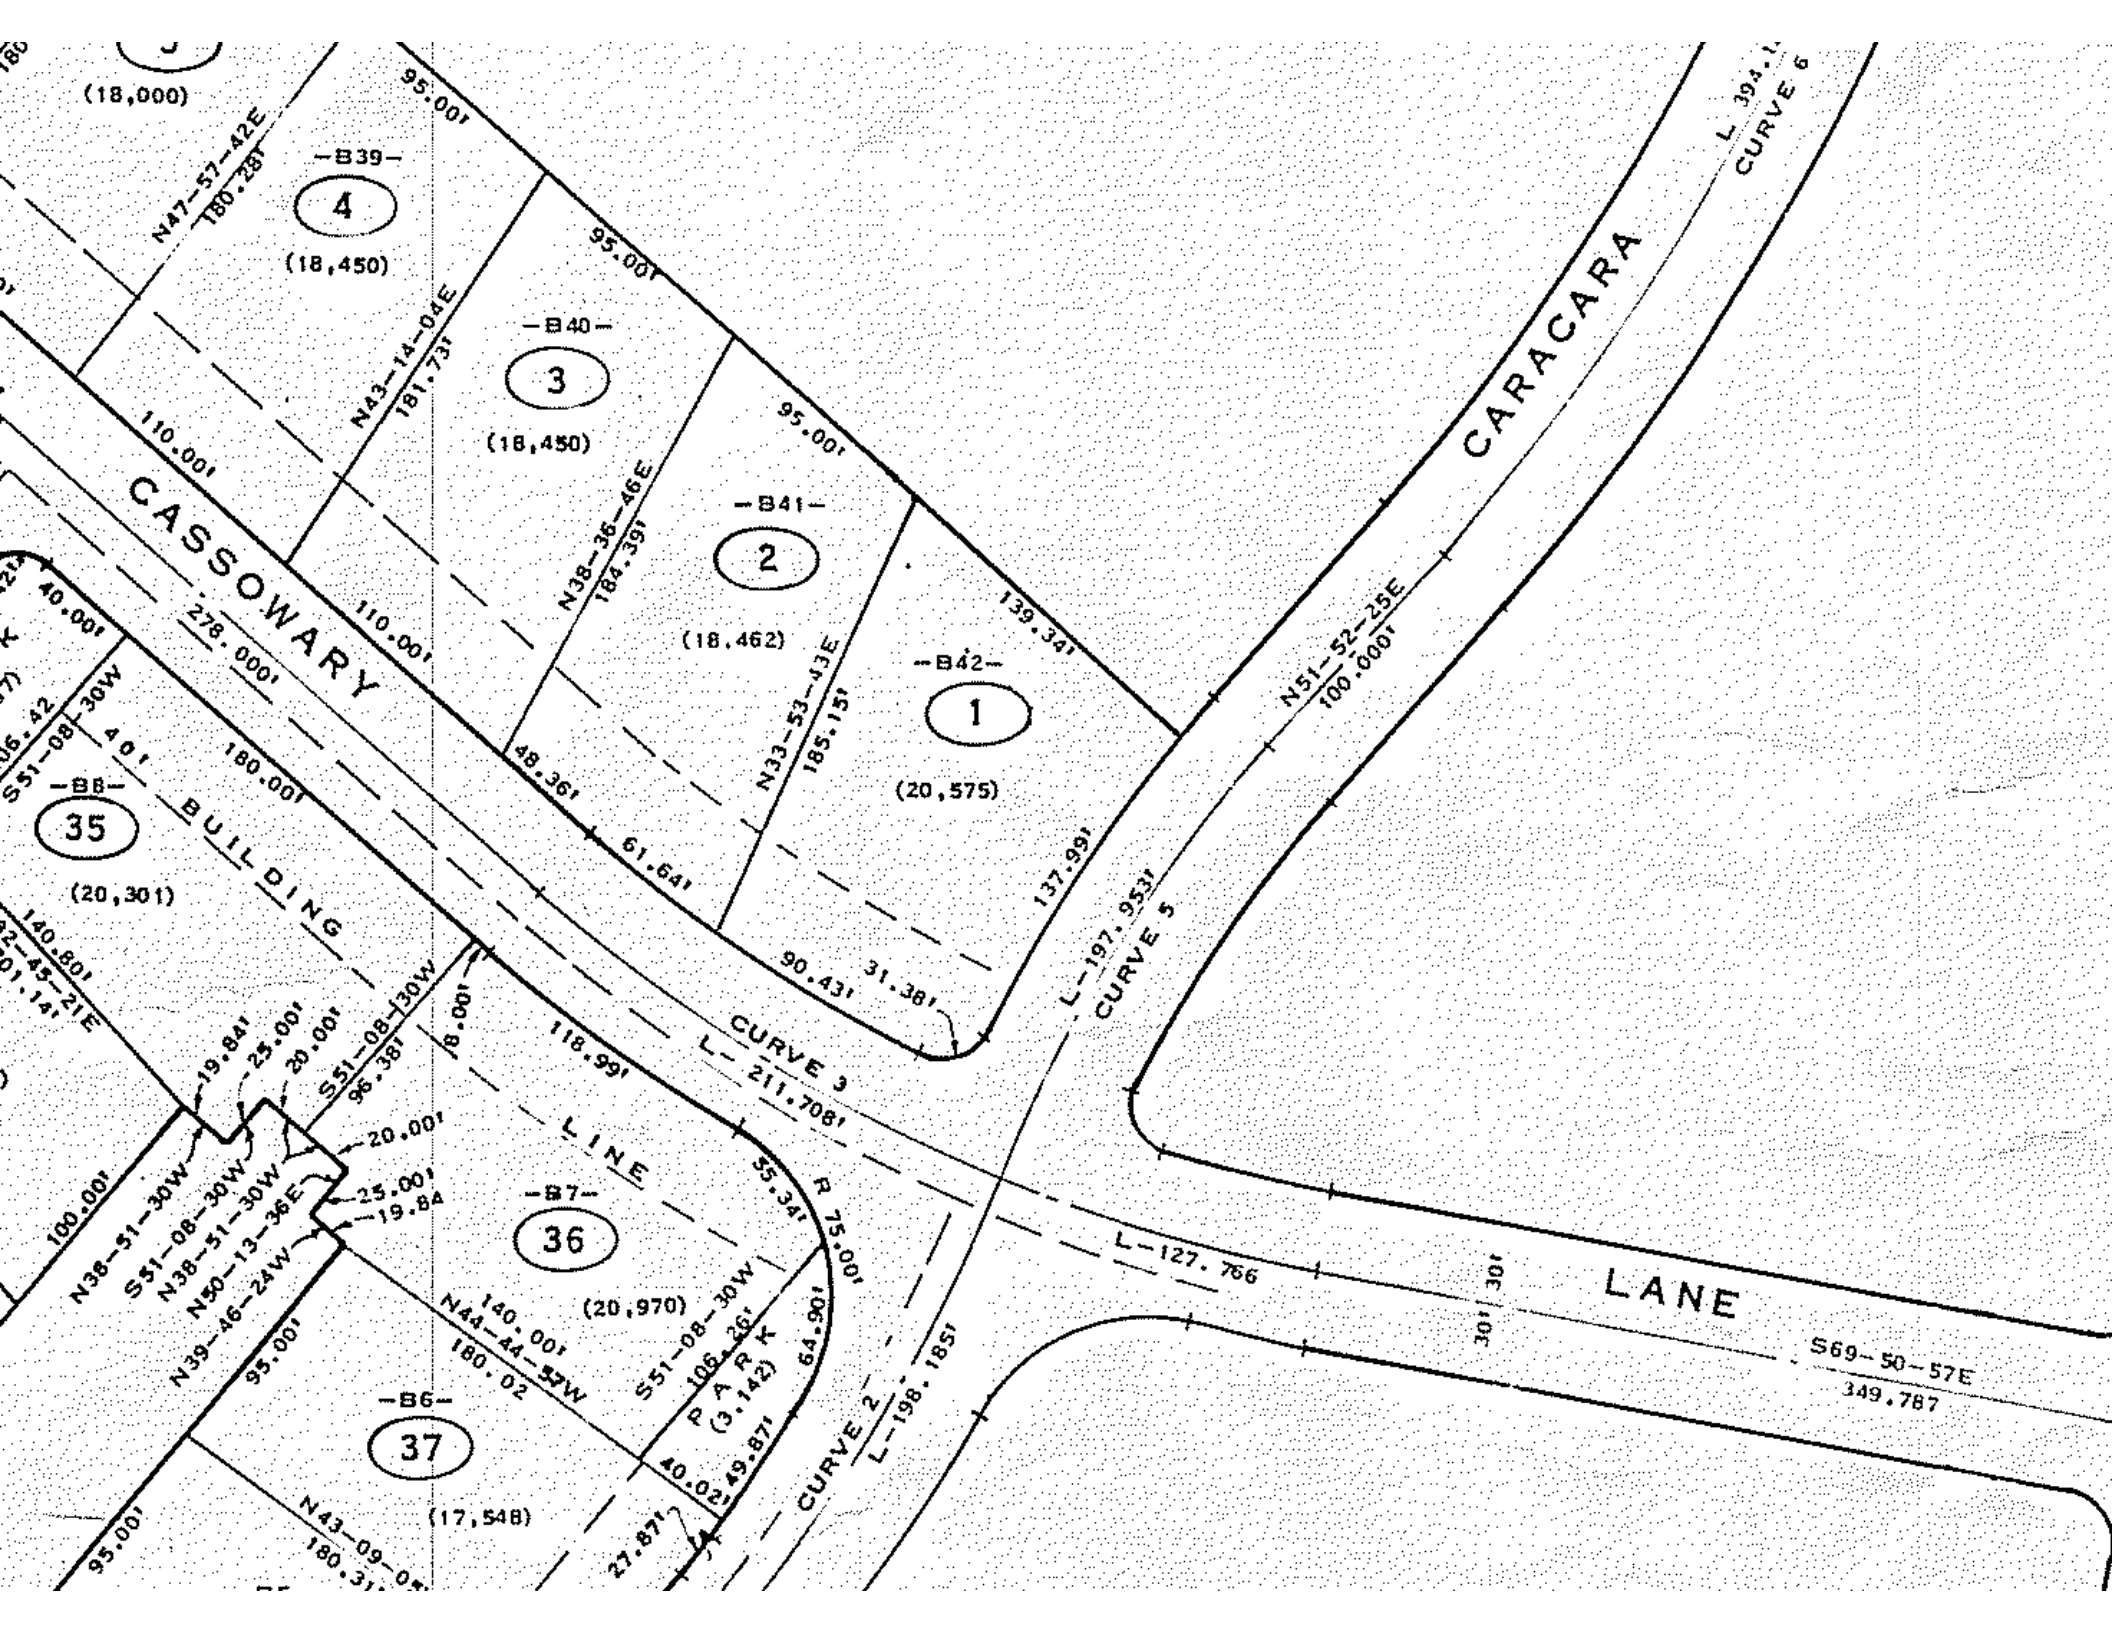 (18,000)
N47-57-42E
180.28'
95.00'
-B39-
4
(18,450)
N43-14-04E
181.73'
95.00'
-B40-
3
(18,450)
N38-36-46E
184.39'
95.00'
-B41-
2
(18,462)
N33-53-43E
185.15'
139.34'
-B42-
1
(20,575)
137.99'
31.38'
90.43'
61.64'
48.36'
110.00'
110.00'
CASSOWARY
278.000'
CURVE 3
L-211.708'
CARACARA
CURVE 6
N51-52-25E
100.000'
L-197.953'
CURVE 5
L-127.766
30' 30'
LANE
S69-50-57E
349.787
CURVE 2
L-198.185'
40.00'
S51-08-30W
180.00'
40' BUILDING LINE
-B8-
35
(20,301)
140.80'
S51-08-30W
96.38'
8.00'
118.99'
19.84'
25.00'
20.00'
20.00'
25.00'
19.84
100.00'
N38-51-30W
S51-08-30W
N38-51-30W
N50-13-36E
N39-46-24W
95.00'
55.34'
R 75.00'
-B7-
36
(20,970)
140.00'
N44-44-57W
180.02
S51-08-30W
106.26'
PARK
(3,142)
64.90'
49.87'
40.02'
27.87'
-B6-
37
(17,548)
95.00'